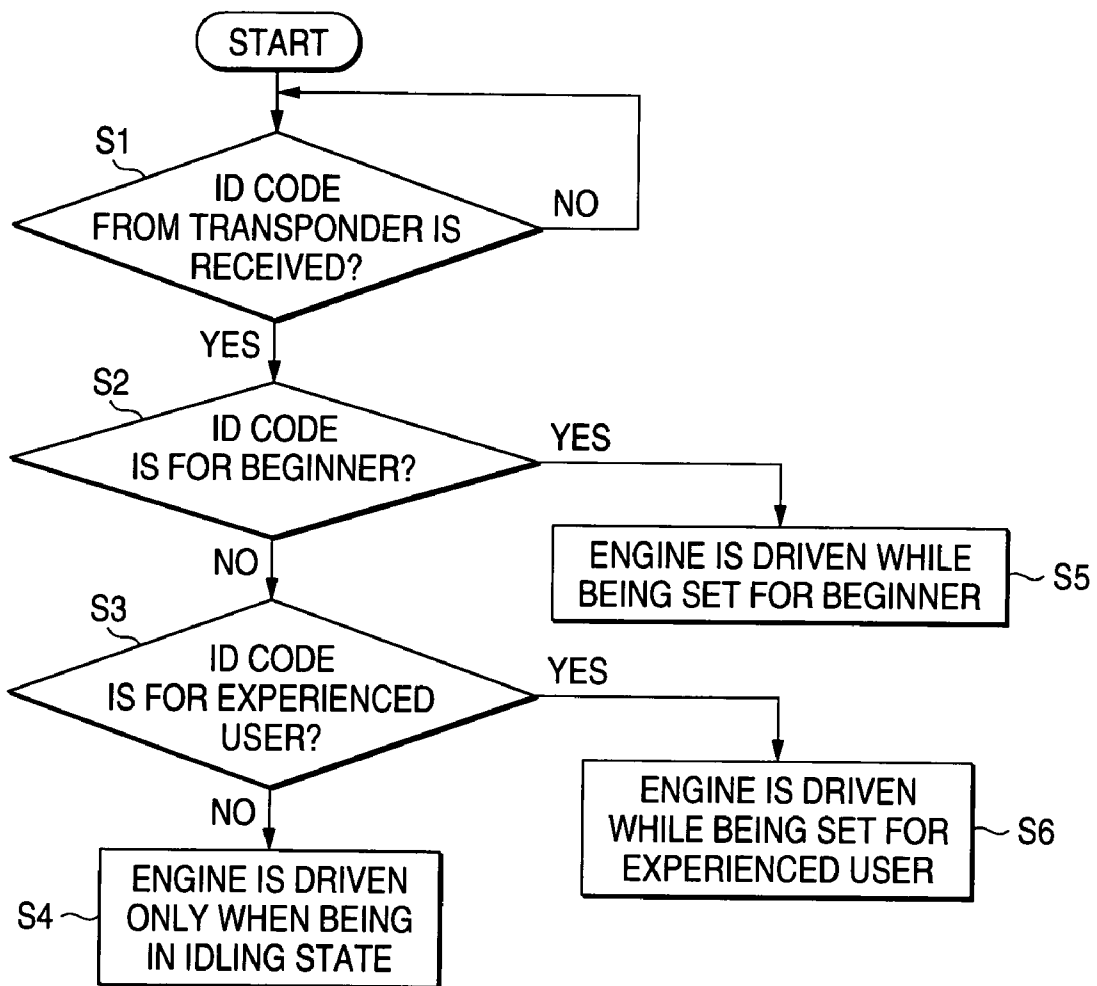 START
S1
ID CODE
FROM TRANSPONDER IS
RECEIVED?
NO
YES
S2
ID CODE
IS FOR BEGINNER?
YES
NO
ENGINE IS DRIVEN WHILE
BEING SET FOR BEGINNER
S5
S3
ID CODE
IS FOR EXPERIENCED
USER?
YES
NO
ENGINE IS DRIVEN
WHILE BEING SET FOR
EXPERIENCED USER
S6
S4
ENGINE IS DRIVEN
ONLY WHEN BEING
IN IDLING STATE